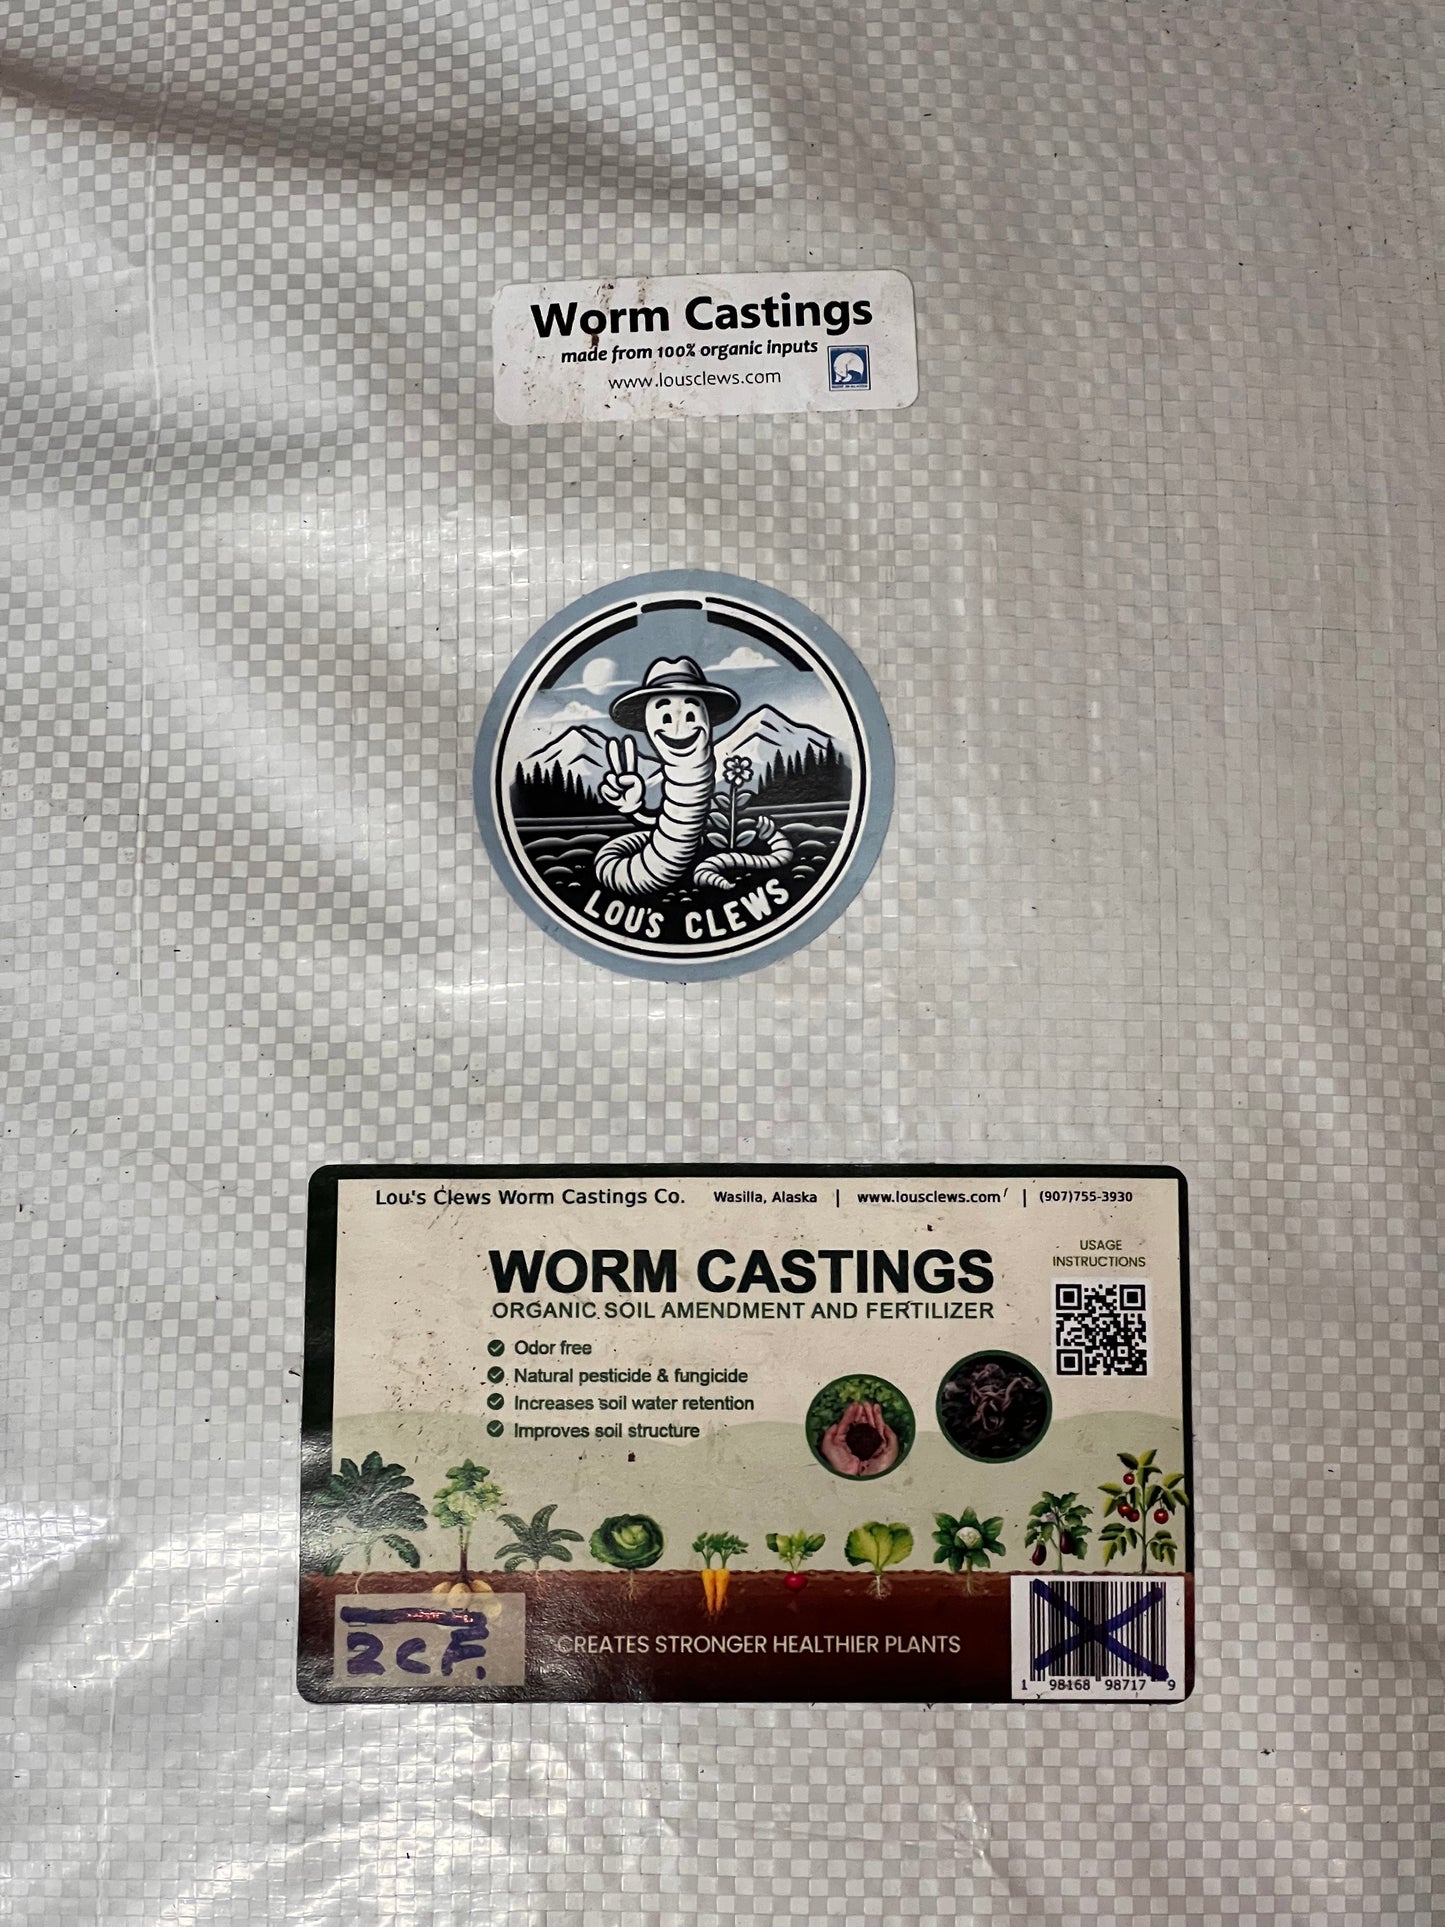 Worm Castings
made from 100% organic inputs
www.lousclews.com
LOU'S CLEWS
Lou's Clews Worm Castings Co. Wasilla, Alaska | www.lousclews.com | (907)755-3930
USAGE
INSTRUCTIONS
WORM CASTINGS
ORGANIC SOIL AMENDMENT AND FERTILIZER
Odor free
Natural pesticide & fungicide
Increases soil water retention
Improves soil structure
2 C.F.
CREATES STRONGER HEALTHIER PLANTS
1 98168 98717 9